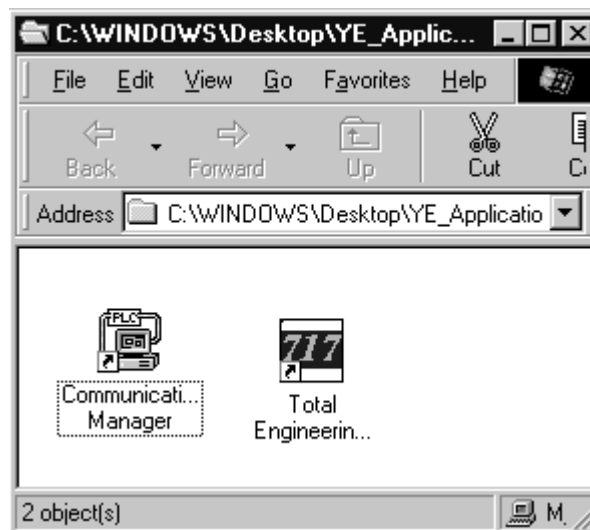 C:\WINDOWS\Desktop\YE_Applic...
File Edit View Go Favorites Help
Back Forward Up Cut
Address C:\WINDOWS\Desktop\YE_Applicatio
PLC
717
Communicati... Total
Manager Engineerin...
2 object(s) M